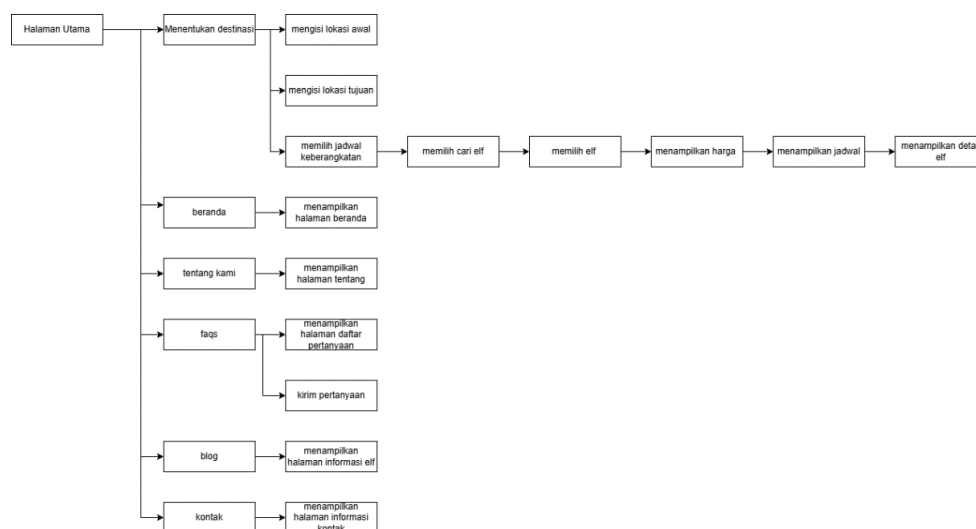 Halaman Utama
Menentukan destinasi
mengisi lokasi awal
mengisi lokasi tujuan
memilih jadwal
keberangkatan
memilih cari elf
memilih elf
menampilkan harga
menampilkan jadwal
menampilkan deta
elf
beranda
menampilkan
halaman beranda
tentang kami
menampilkan
halaman tentang
faqs
menampilkan
halaman daftar
pertanyaan
kirim pertanyaan
blog
menampilkan
halaman informasi elf
kontak
menampilkan
halaman informasi
kontak